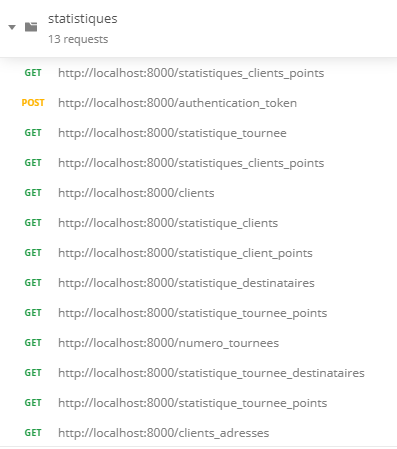 statistiques
13 requests
GET http://localhost:8000/statistiques_clients_points
POST http://localhost:8000/authentication_token
GET http://localhost:8000/statistique_tournee
GET http://localhost:8000/statistiques_clients_points
GET http://localhost:8000/clients
GET http://localhost:8000/statistique_clients
GET http://localhost:8000/statistique_client_points
GET http://localhost:8000/statistique_destinataires
GET http://localhost:8000/statistique_tournee_points
GET http://localhost:8000/numero_tournees
GET http://localhost:8000/statistique_tournee_destinataires
GET http://localhost:8000/statistique_tournee_points
GET http://localhost:8000/clients_adresses